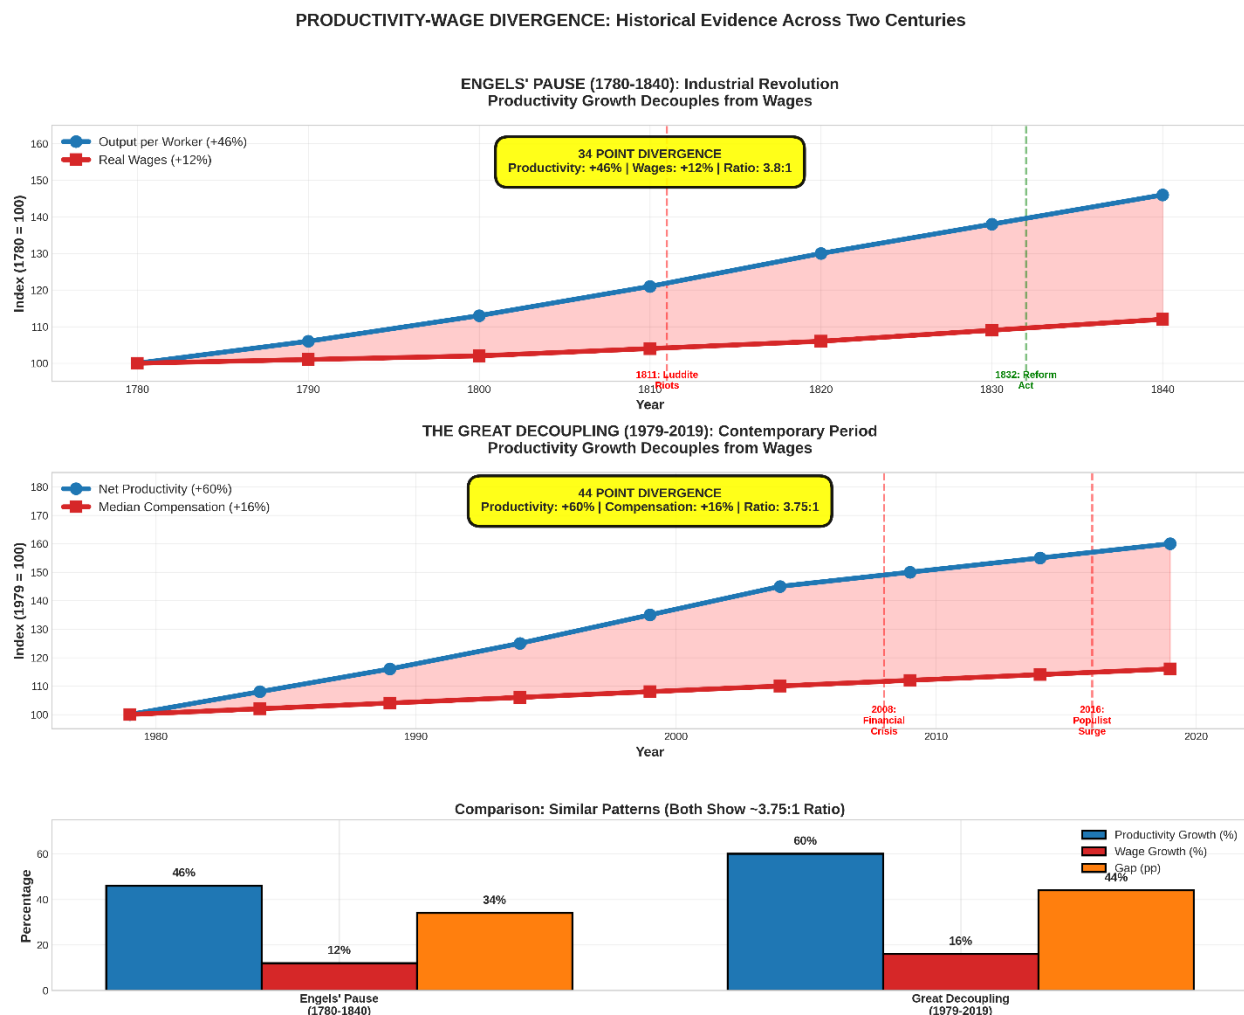 PRODUCTIVITY-WAGE DIVERGENCE: Historical Evidence Across Two Centuries
ENGELS' PAUSE (1780-1840): Industrial Revolution
Productivity Growth Decouples from Wages
Output per Worker (+46%)
Real Wages (+12%)
34 POINT DIVERGENCE
Productivity: +46% | Wages: +12% | Ratio: 3.8:1
Index (1780 = 100)
160
150
140
130
120
110
100
1811: Luddite
Riots
1832: Reform
Act
1780
1790
1800
1810
1820
1830
1840
Year
THE GREAT DECOUPLING (1979-2019): Contemporary Period
Productivity Growth Decouples from Wages
Net Productivity (+60%)
Median Compensation (+16%)
44 POINT DIVERGENCE
Productivity: +60% | Compensation: +16% | Ratio: 3.75:1
Index (1979 = 100)
180
170
160
150
140
130
120
110
100
2008:
Financial
Crisis
2016:
Populist
Surge
1980
1990
2000
2010
2020
Year
Comparison: Similar Patterns (Both Show ~3.75:1 Ratio)
Productivity Growth (%)
Wage Growth (%)
Gap (pp)
Percentage
60
40
20
0
46%
12%
34%
60%
16%
44%
Engels' Pause
(1780-1840)
Great Decoupling
(1979-2019)